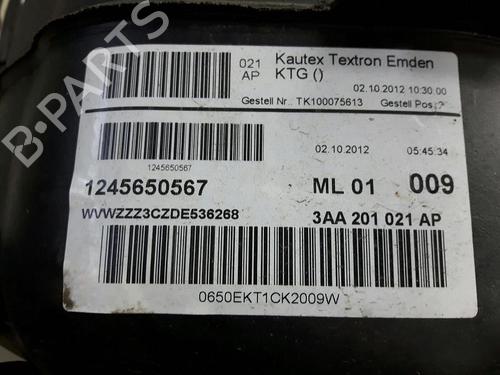 021 Kautex Textron Emden
AP KTG ()
02.10.2012 10:30:00
Gestell Nr.: TK100075613 Gestell Pos.:?
02.10.2012 05:45:34
1245650567
1245650567 ML 01 009
WVWZZZ3CZDE536268 3AA 201 021 AP
0650EKT1CK2009W